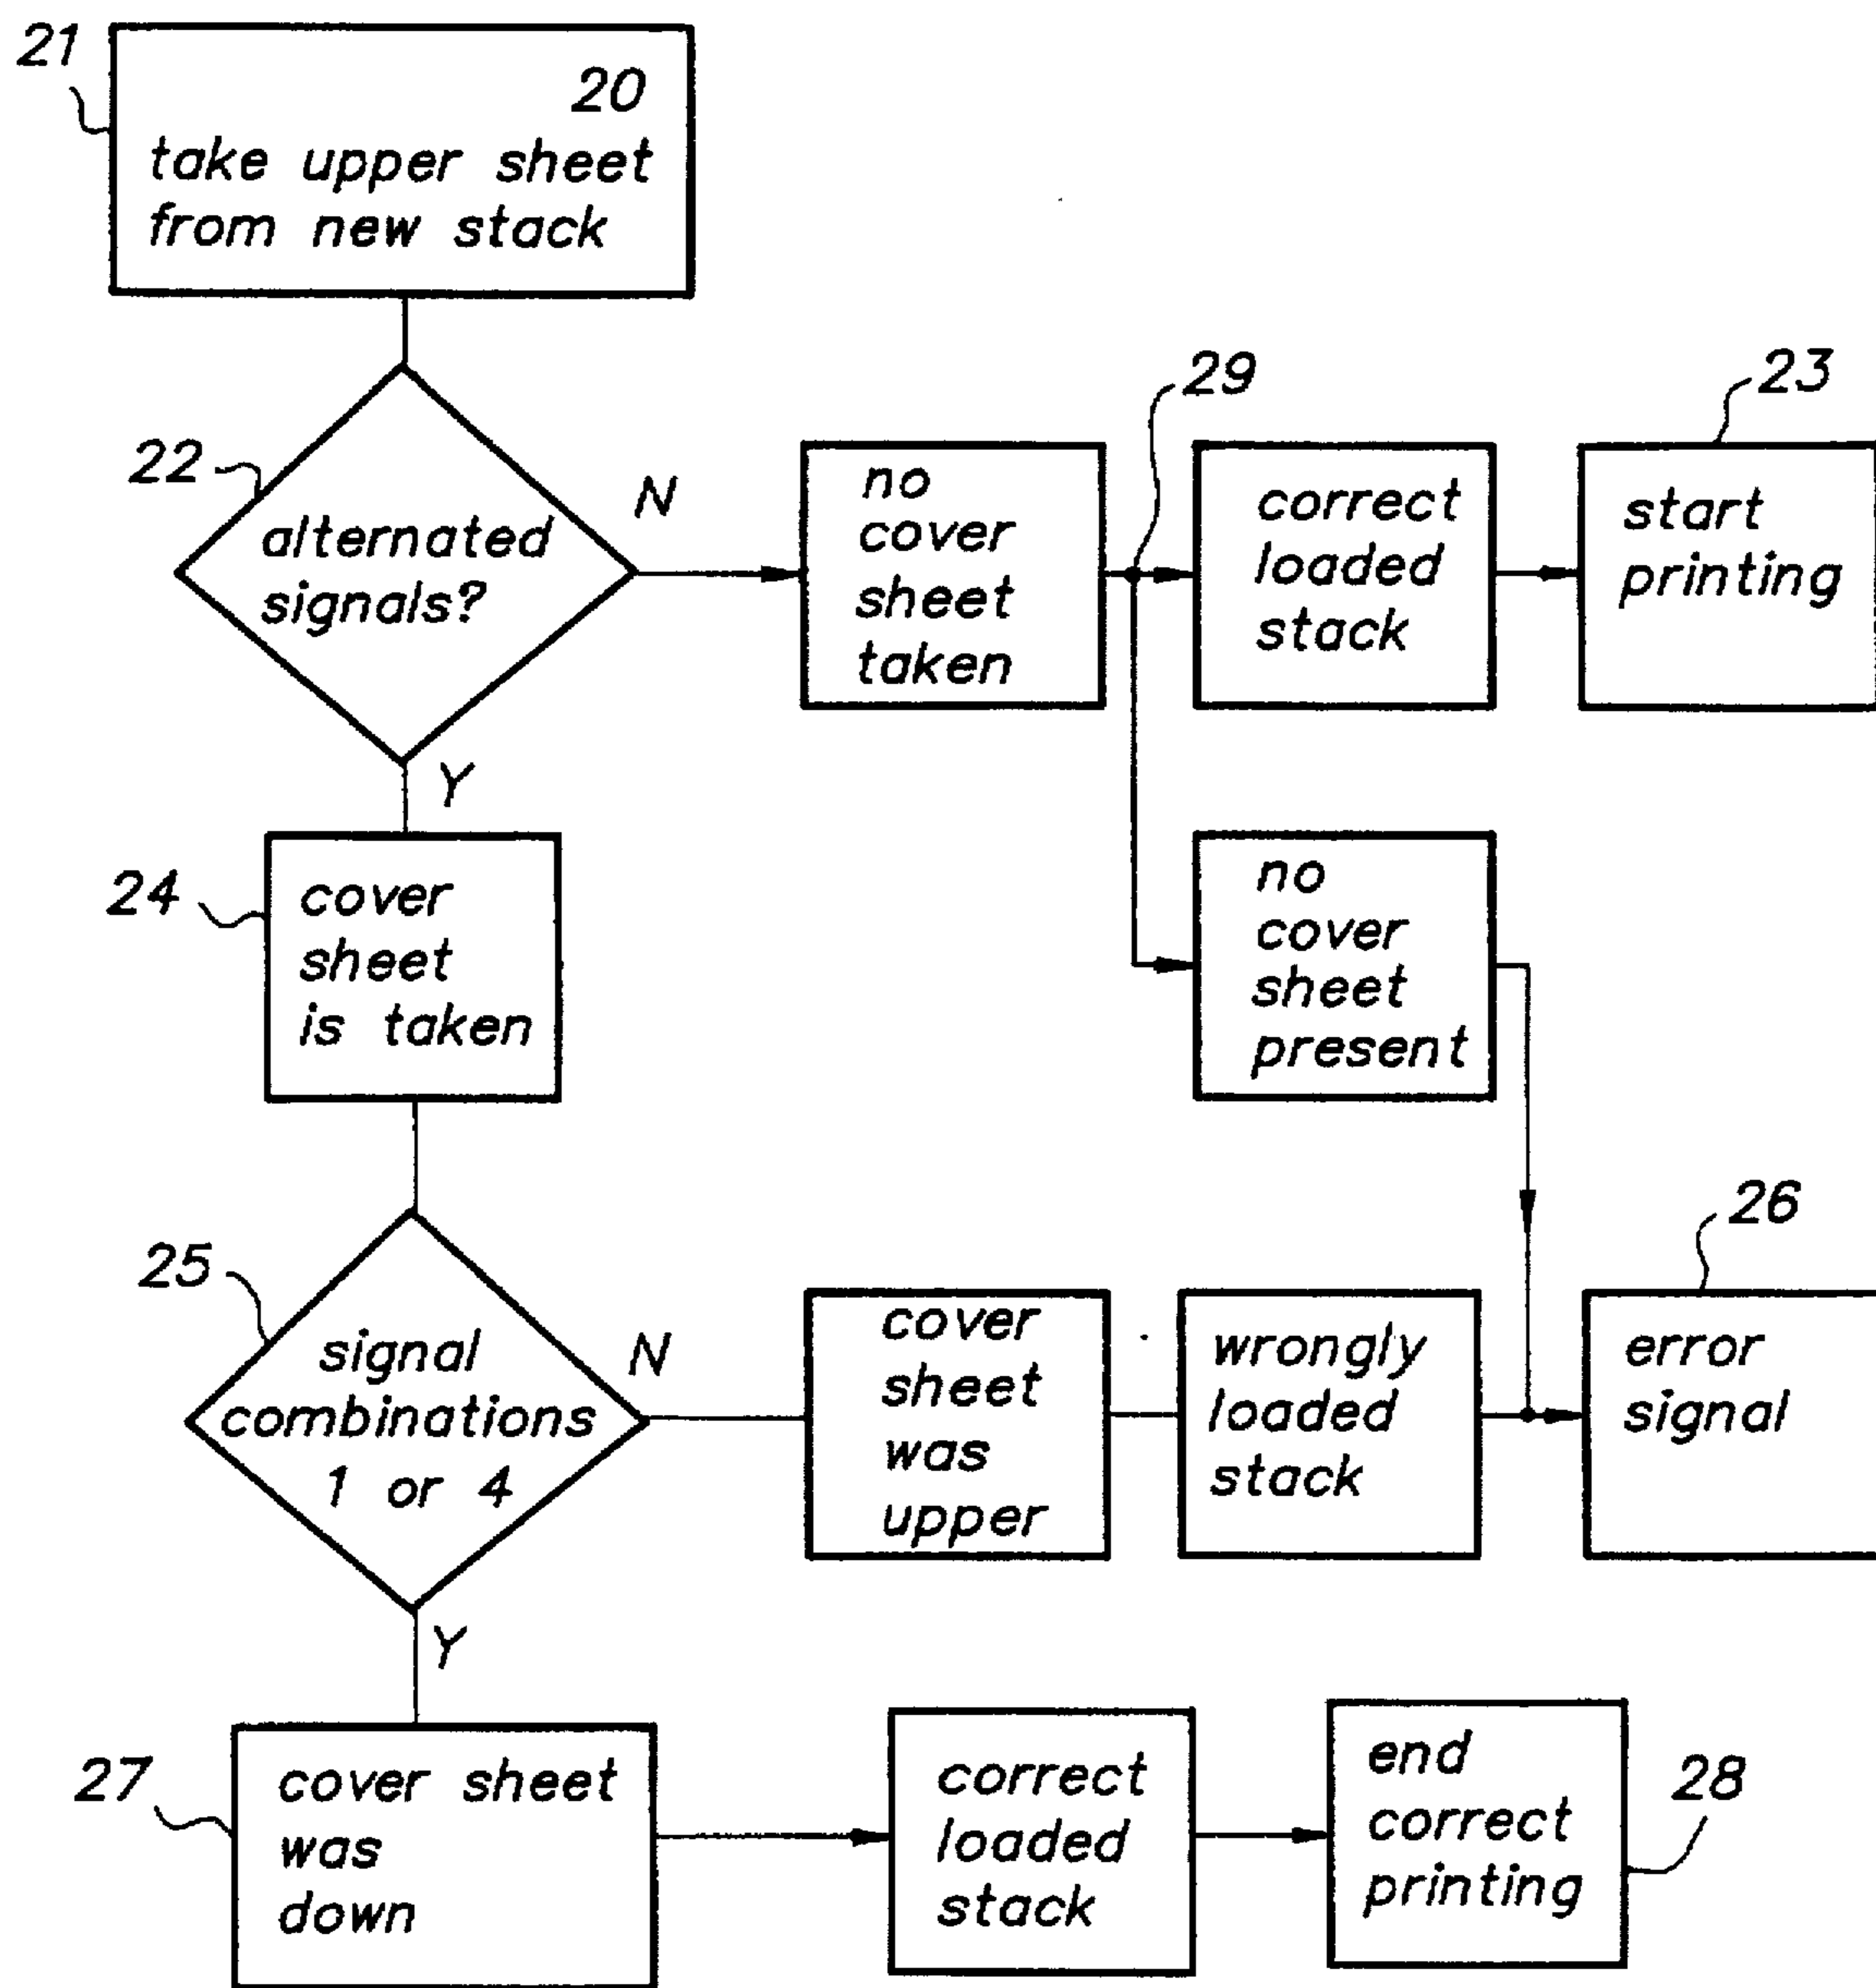 21
20
take upper sheet
from new stack
22
alternated
signals?
N
Y
no
cover
sheet
taken
29
correct
loaded
stack
23
start
printing
24
cover
sheet
is taken
no
cover
sheet
present
25
signal
combinations
1 or 4
N
Y
cover
sheet
was
upper
wrongly
loaded
stack
26
error
signal
27
cover sheet
was
down
correct
loaded
stack
end
correct
printing
28